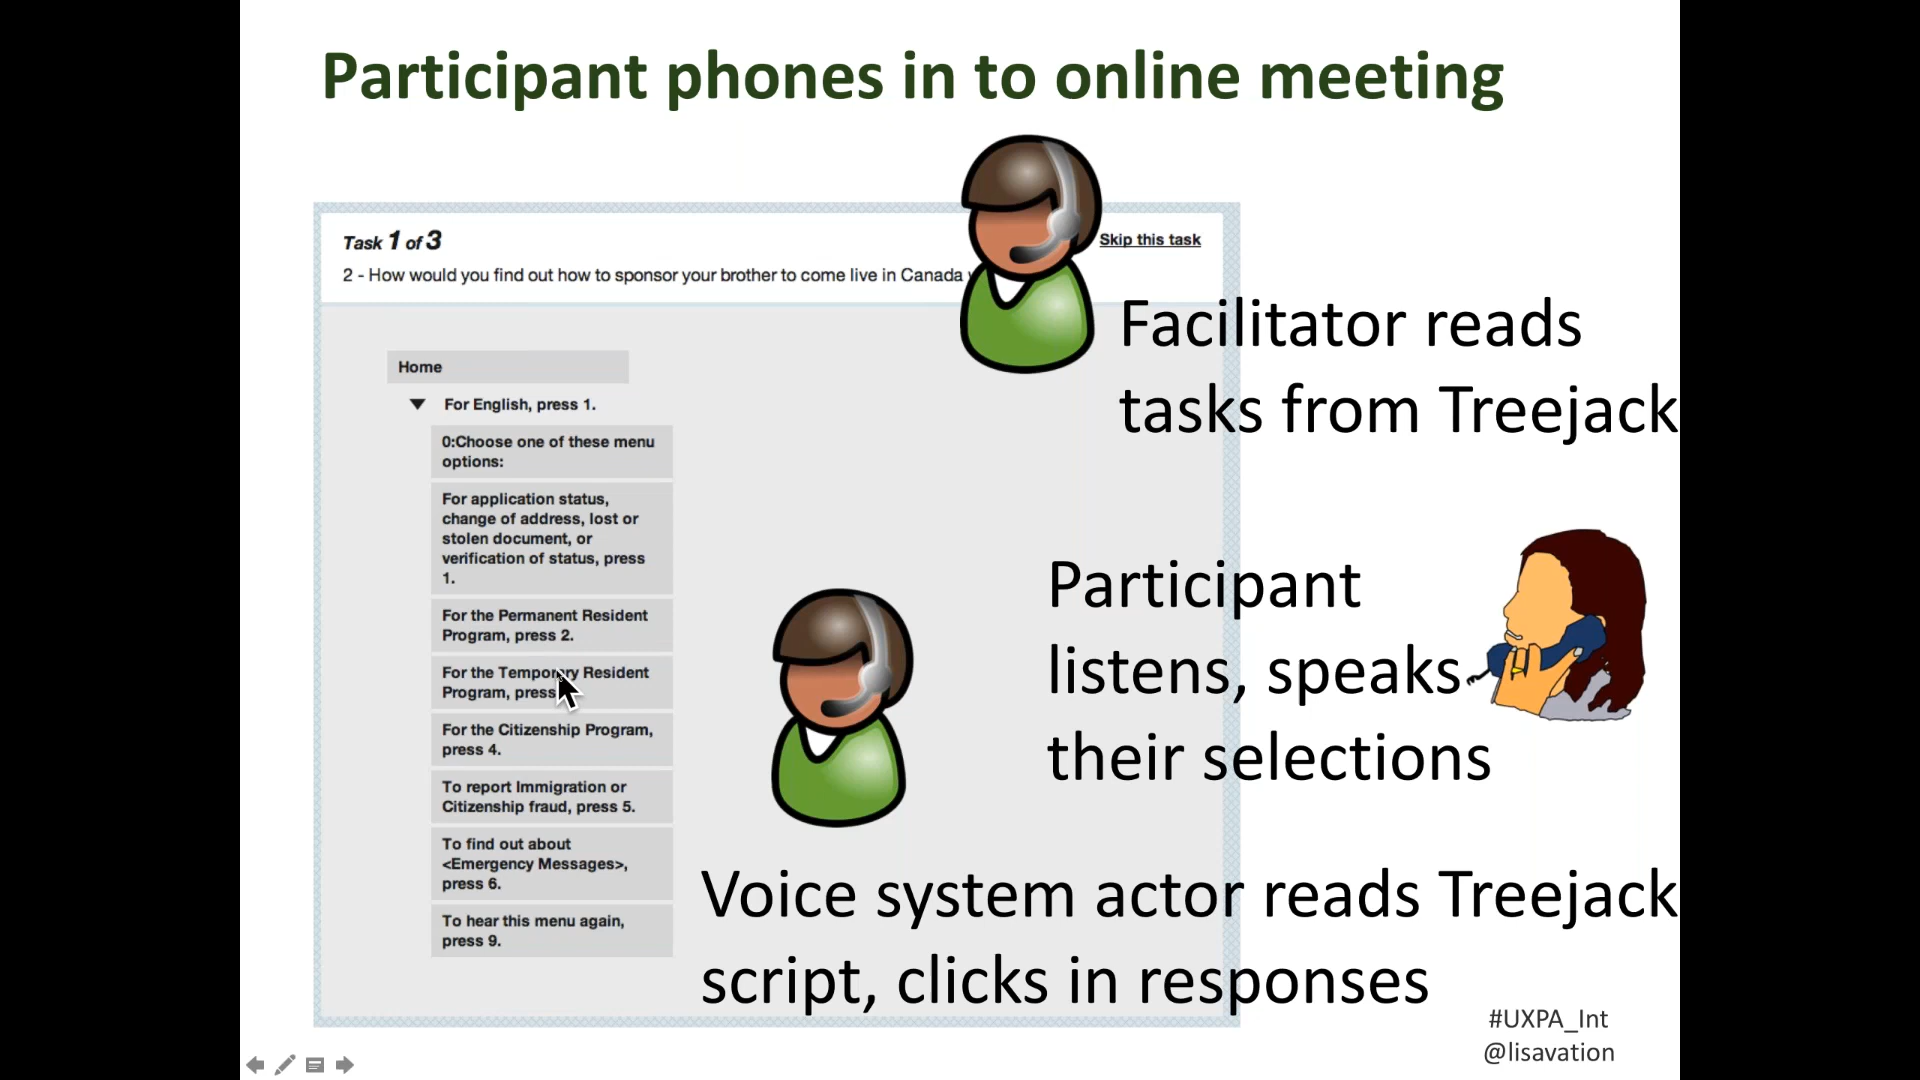 Participant phones in to online meeting
Task 1 of 3
Skip this task
2 - How would you find out how to sponsor your brother to come live in Canada
Facilitator reads
tasks from Treejack
Home
For English, press 1.
0:Choose one of these menu
options:
For application status,
change of address, lost or
stolen document, or
verification of status, press
1.
For the Permanent Resident
Program, press 2.
For the Temporary Resident
Program, press
For the Citizenship Program,
press 4.
To report Immigration or
Citizenship fraud, press 5.
To find out about
<Emergency Messages>,
press 6.
To hear this menu again,
press 9.
Participant
listens, speaks
their selections
Voice system actor reads Treejack
script, clicks in responses
#UXPA_Int
@lisavation